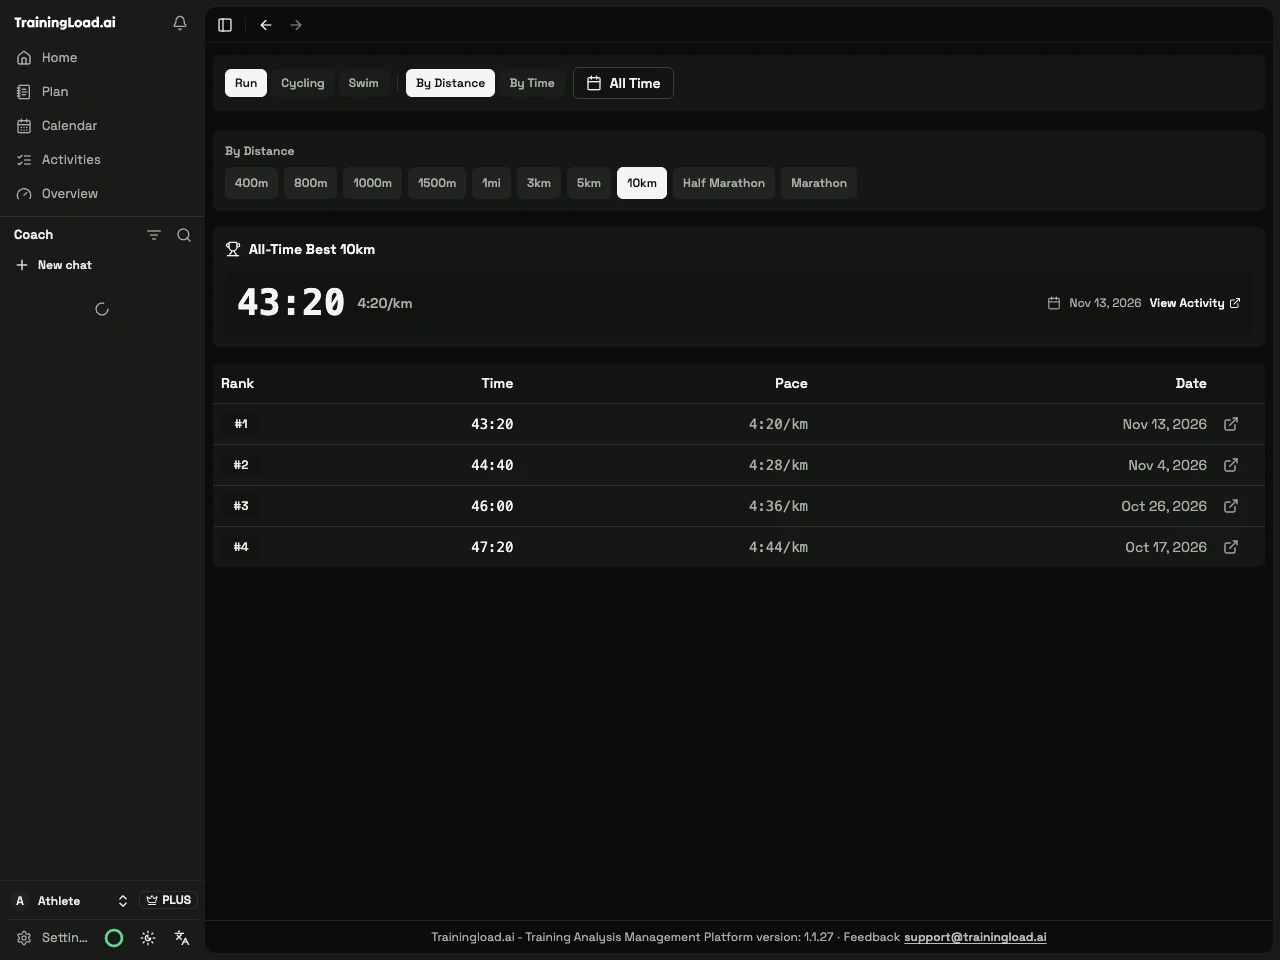 TrainingLoad.ai
Home
Plan
Calendar
Activities
Overview
Coach
New chat
A Athlete PLUS
Settin...
Run Cycling Swim By Distance By Time All Time
By Distance
400m 800m 1000m 1500m 1mi 3km 5km 10km Half Marathon Marathon
All-Time Best 10km
43:20 4:20/km Nov 13, 2026 View Activity
Rank Time Pace Date
#1 43:20 4:20/km Nov 13, 2026
#2 44:40 4:28/km Nov 4, 2026
#3 46:00 4:36/km Oct 26, 2026
#4 47:20 4:44/km Oct 17, 2026
Trainingload.ai - Training Analysis Management Platform version: 1.1.27 · Feedback support@trainingload.ai